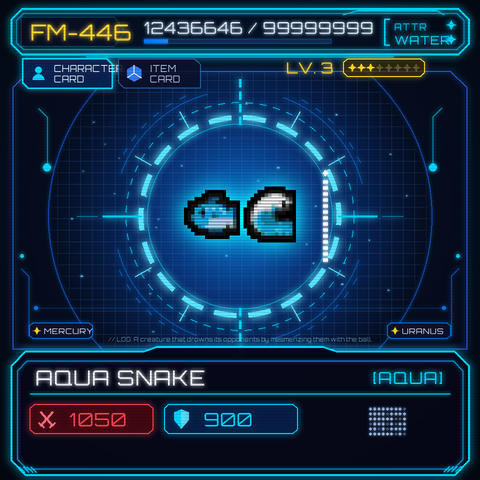 FM-446
12436646 / 99999999
ATTR
WATER
CHARACTER CARD
ITEM CARD
LV. 3
MERCURY
URANUS
// LOG: A creature that drowns its opponents by mesmerizing them with the ball.
AQUA SNAKE
[AQUA]
1050
900